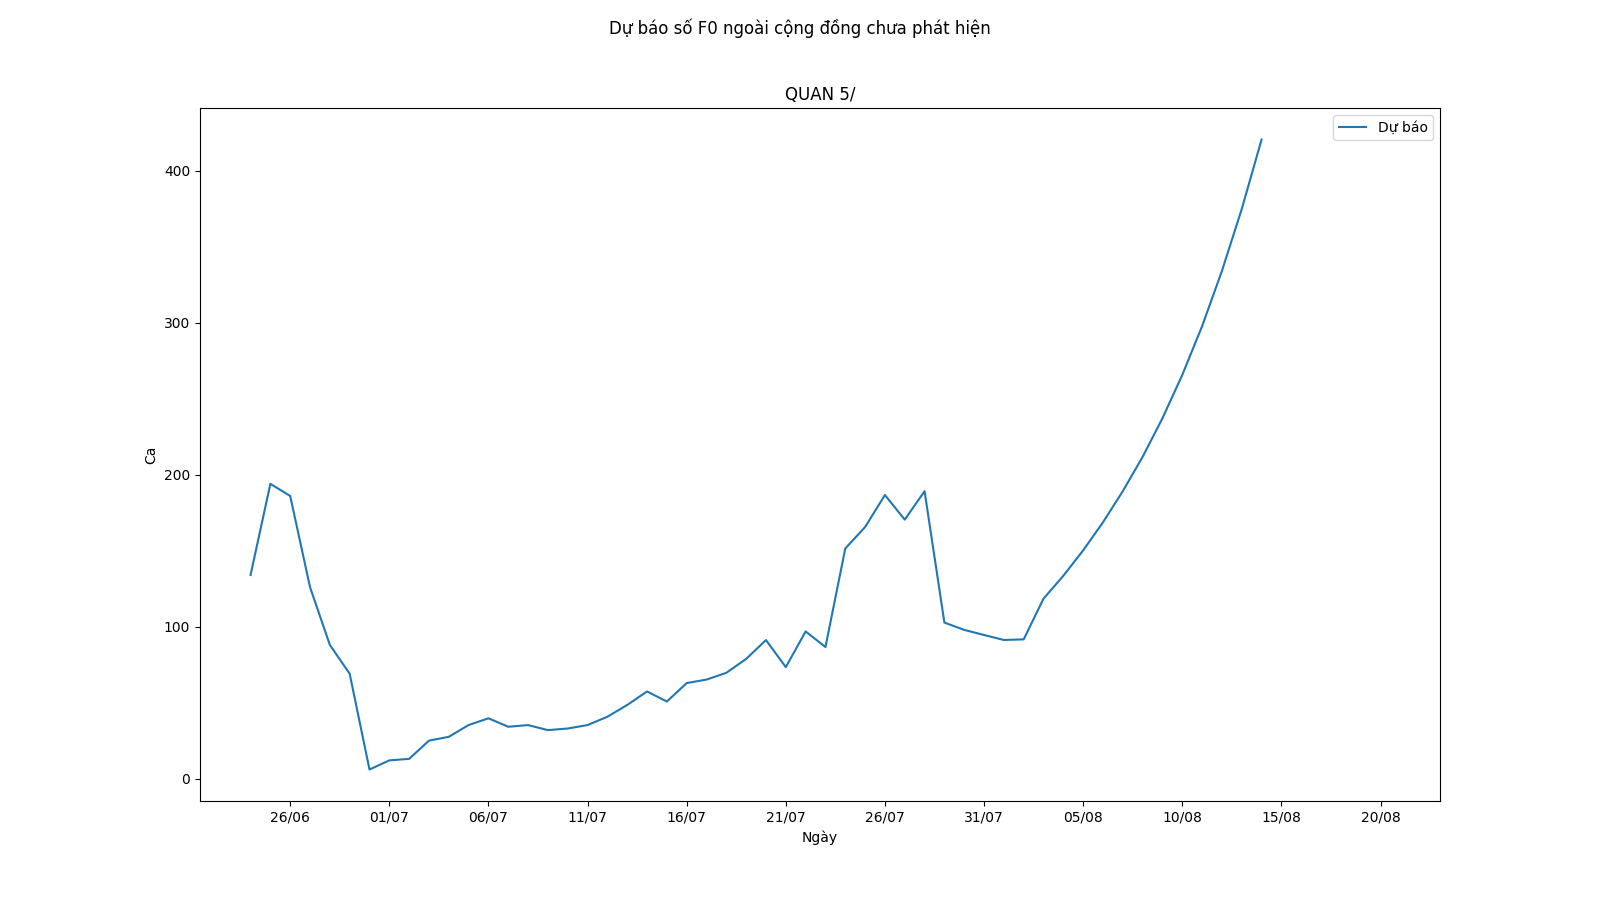 Dự báo số F0 ngoài cộng đồng chưa phát hiện
QUAN 5/
Dự báo
400
300
200
100
0
Ca
26/06 01/07 06/07 11/07 16/07 21/07 26/07 31/07 05/08 10/08 15/08 20/08
Ngày